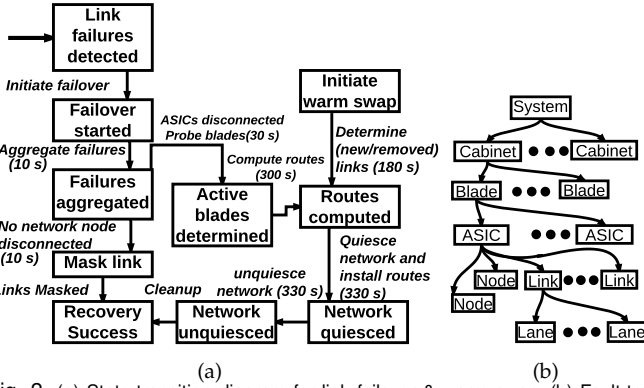 Link
failures
detected
Initiate failover
Failover
started
Aggregate failures
(10 s)
Failures
aggregated
No network node
disconnected
(10 s)
Mask link
Links Masked
Recovery
Success
ASICs disconnected
Probe blades(30 s)
Active
blades
determined
Compute routes
(300 s)
Initiate
warm swap
Determine
(new/removed)
links (180 s)
Routes
computed
Quiesce
network and
install routes
(330 s)
Network
quiesced
unquiesce
network (330 s)
Network
unquiesced
Cleanup
(a)
System
Cabinet
Cabinet
Blade
Blade
ASIC
ASIC
Node
Link
Link
Node
Lane
Lane
(b)